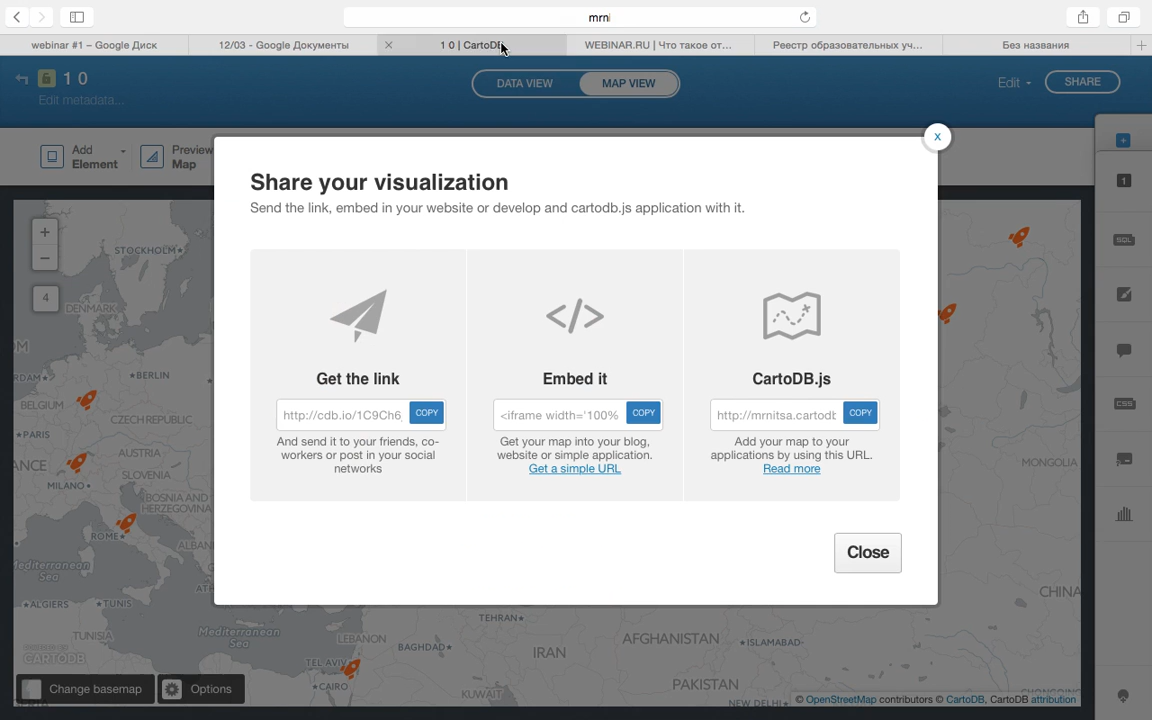 mrni
webinar #1 – Google Диск
12/03 - Google Документы
1 0 | CartoDB
WEBINAR.RU | Что такое от...
Реестр образовательных уч...
Без названия
1 0
Edit metadata...
DATA VIEW
MAP VIEW
Edit
SHARE
Add
Element
Preview
Map
x
Share your visualization
Send the link, embed in your website or develop and cartodb.js application with it.
Get the link
http://cdb.io/1C9Ch6
COPY
And send it to your friends, co-
workers or post in your social
networks
Embed it
<iframe width='100%
COPY
Get your map into your blog,
website or simple application.
Get a simple URL
CartoDB.js
http://mrnitsa.cartodb
COPY
Add your map to your
applications by using this URL.
Read more
Close
+
−
4
1
SQL
CSS
STOCKHOLM
DENMARK
BERLIN
BELGIUM
CZECH REPUBLIC
PARIS
AUSTRIA
SLOVENIA
MILANO
BOSNIA AND
HERZEGOVINA
ROME
ALBAN
Mediterranean
Sea
ALGIERS
TUNIS
TUNISIA
Mediterranean
Sea
LEBANON
TEL AVIV
CAIRO
BAGHDAD
TEHRAN
IRAN
KUWAIT
AFGHANISTAN
ISLAMABAD
PAKISTAN
NEW DELHI
MONGOLIA
CHINA
CHONGQING
CARTODB
Change basemap
Options
© OpenStreetMap contributors © CartoDB, CartoDB attribution